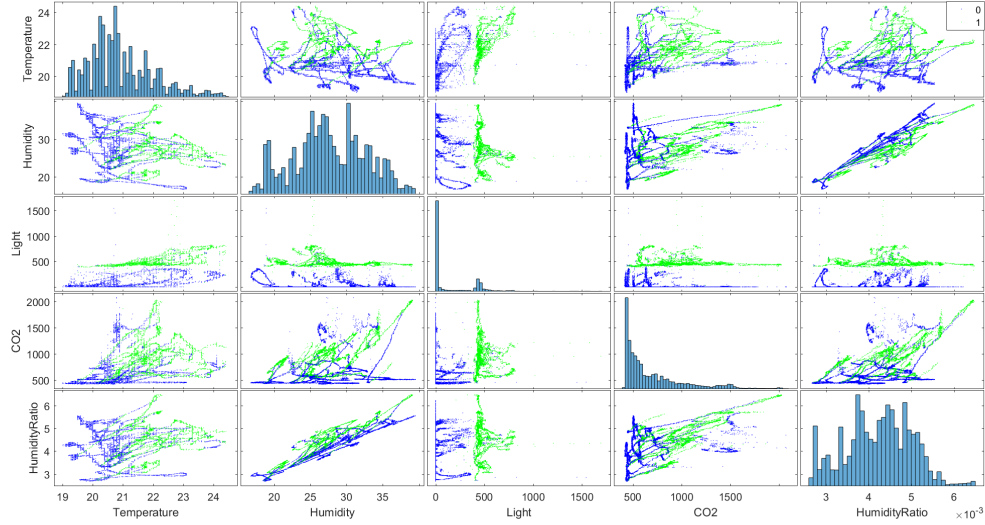 0
1
Temperature
24
22
20
Humidity
30
20
Light
1500
1000
500
CO2
2000
1500
1000
500
HumidityRatio
6
5
4
3
19 20 21 22 23 24
20 25 30 35
0 500 1000 1500
500 1000 1500
3 4 5 6
Temperature Humidity Light CO2 HumidityRatio ×10⁻³